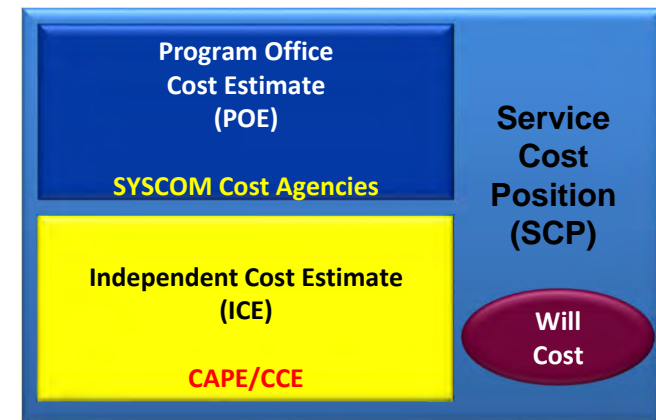 Program Office
Cost Estimate
(POE)
SYSCOM Cost Agencies
Independent Cost Estimate
(ICE)
CAPE/CCE
Service
Cost
Position
(SCP)
Will
Cost